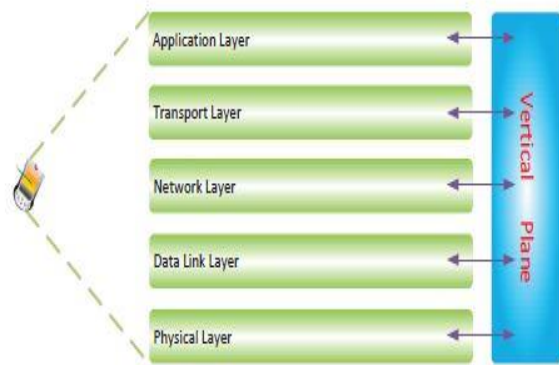 Application Layer
Transport Layer
Network Layer
Data Link Layer
Physical Layer
Vertical Plane